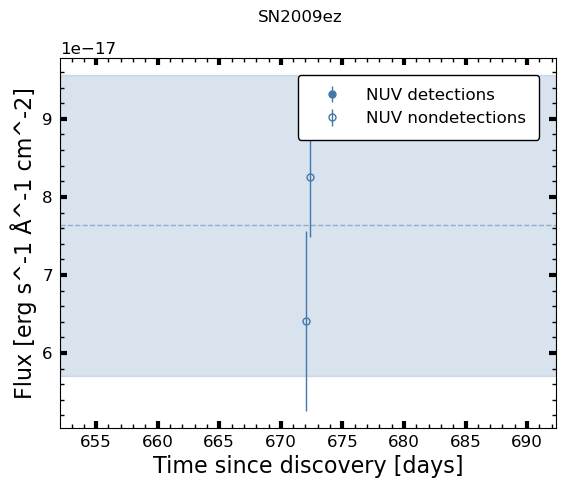 SN2009ez
1e−17
NUV detections
NUV nondetections
9
8
7
6
Flux [erg s^-1 Å^-1 cm^-2]
655 660 665 670 675 680 685 690
Time since discovery [days]